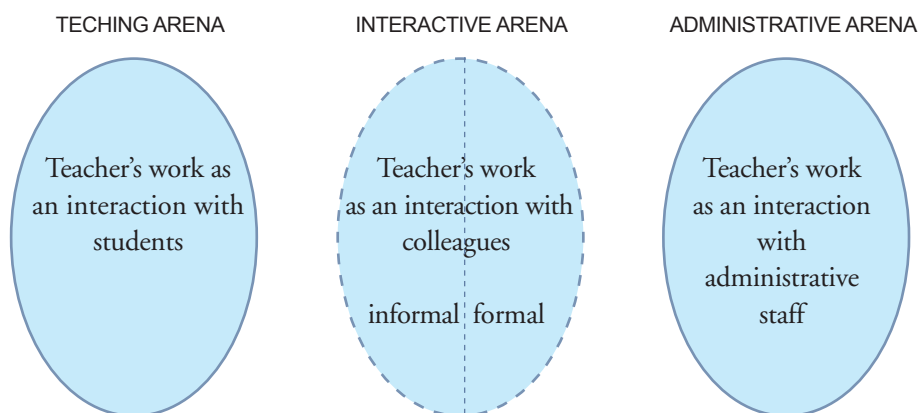 TECHING ARENA
INTERACTIVE ARENA
ADMINISTRATIVE ARENA
Teacher’s work as
an interaction with
students
Teacher’s work
as an interaction with
colleagues
informal formal
Teacher’s work
as an interaction
with
administrative
staff